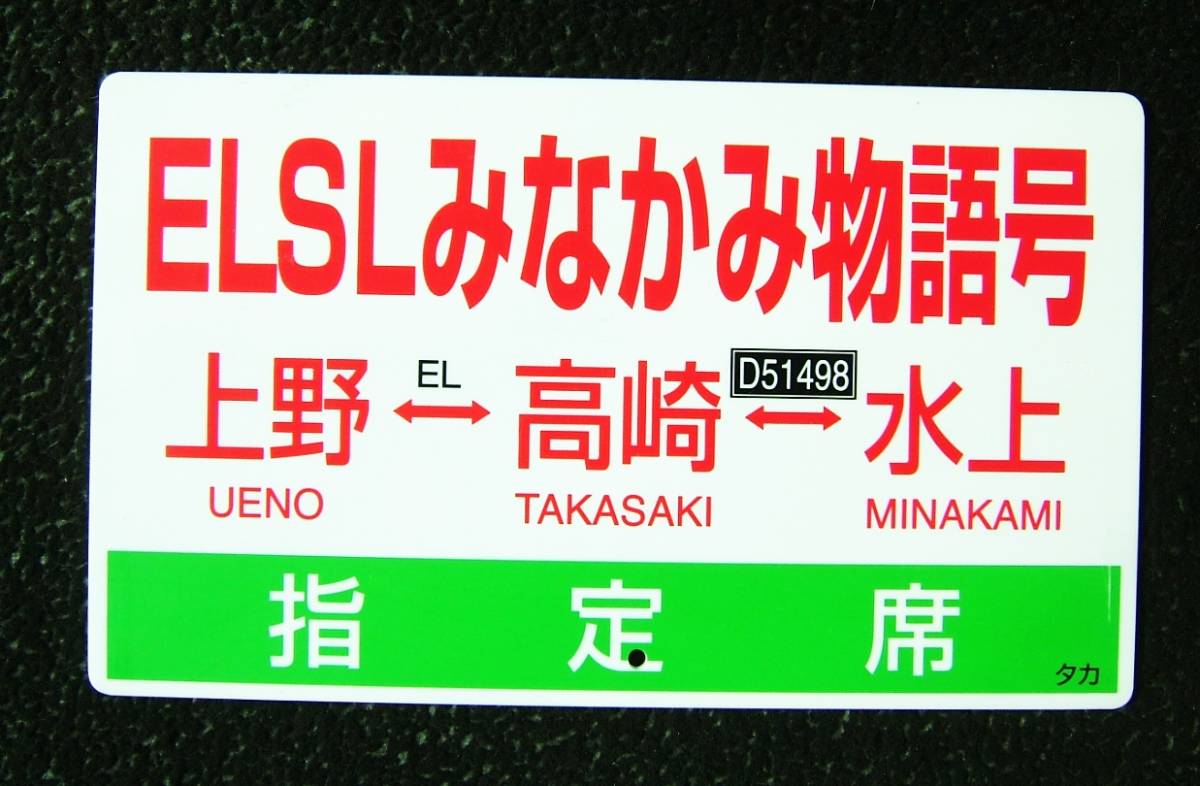 ELSLみなかみ物語号
EL D51498
上野 ↔ 高崎 ↔ 水上
UENO TAKASAKI MINAKAMI
指定席
タカ